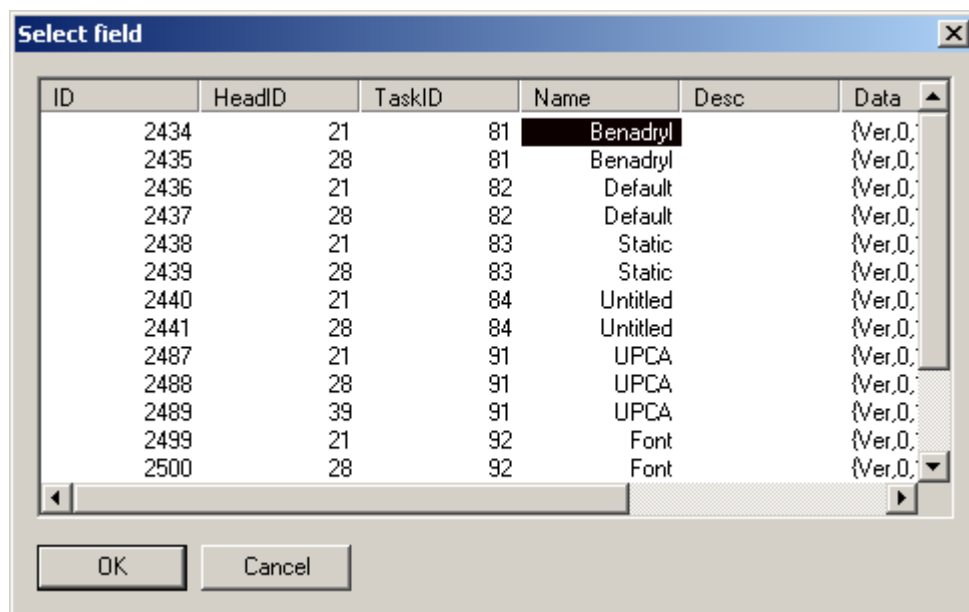 Select field
ID HeadID TaskID Name Desc Data
2434 21 81 Benadryl {Ver,0,
2435 28 81 Benadryl {Ver,0,
2436 21 82 Default {Ver,0,
2437 28 82 Default {Ver,0,
2438 21 83 Static {Ver,0,
2439 28 83 Static {Ver,0,
2440 21 84 Untitled {Ver,0,
2441 28 84 Untitled {Ver,0,
2487 21 91 UPCA {Ver,0,
2488 28 91 UPCA {Ver,0,
2489 39 91 UPCA {Ver,0,
2499 21 92 Font {Ver,0,
2500 28 92 Font {Ver,0,
OK Cancel